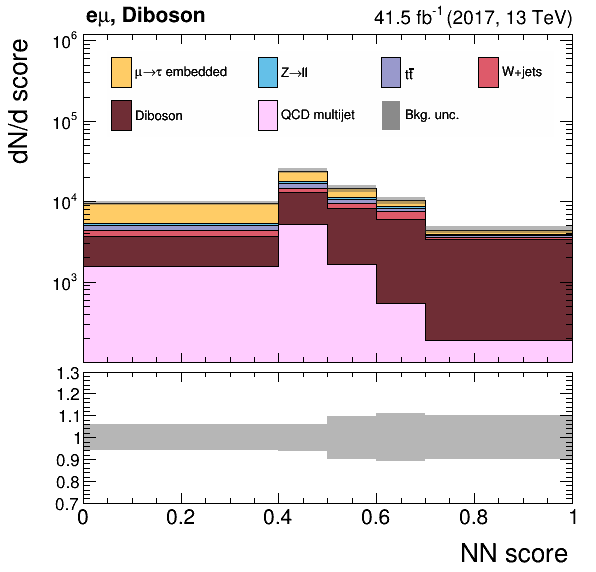 eμ, Diboson 41.5 fb⁻¹ (2017, 13 TeV)
dN/d score
10⁶
10⁵
10⁴
10³
μ→τ embedded Z→ll tt̄ W+jets
Diboson QCD multijet Bkg. unc.
1.3
1.2
1.1
1
0.9
0.8
0.7
0 0.2 0.4 0.6 0.8 1
NN score